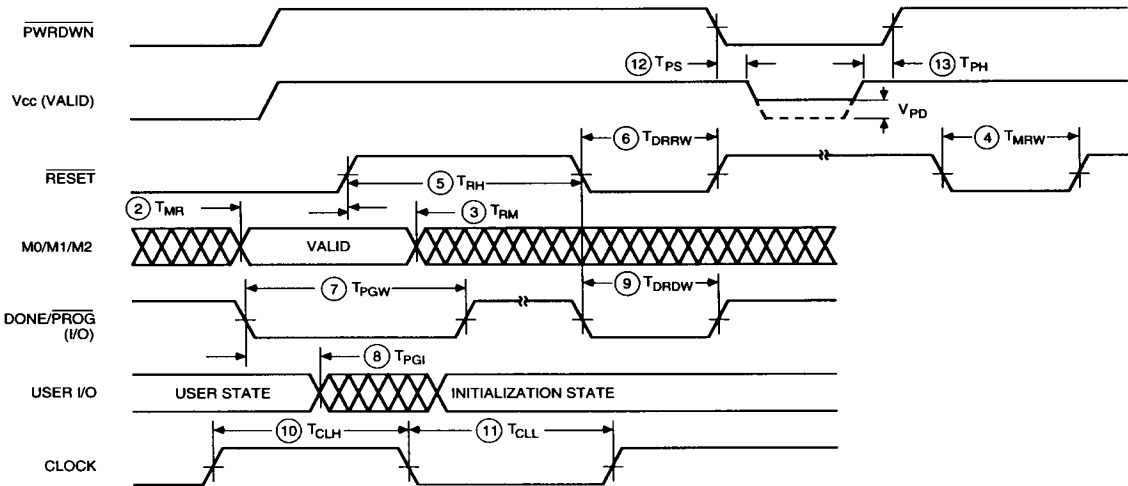 PWRDWN
12 TPS
13 TPH
Vcc (VALID)
VPD
6 TDRRW
4 TMRW
RESET
5 TRH
2 TMR
3 TRM
M0/M1/M2
VALID
7 TPGW
9 TDRDW
DONE/PROG
(I/O)
8 TPGI
USER I/O
USER STATE
INITIALIZATION STATE
10 TCLH
11 TCLL
CLOCK